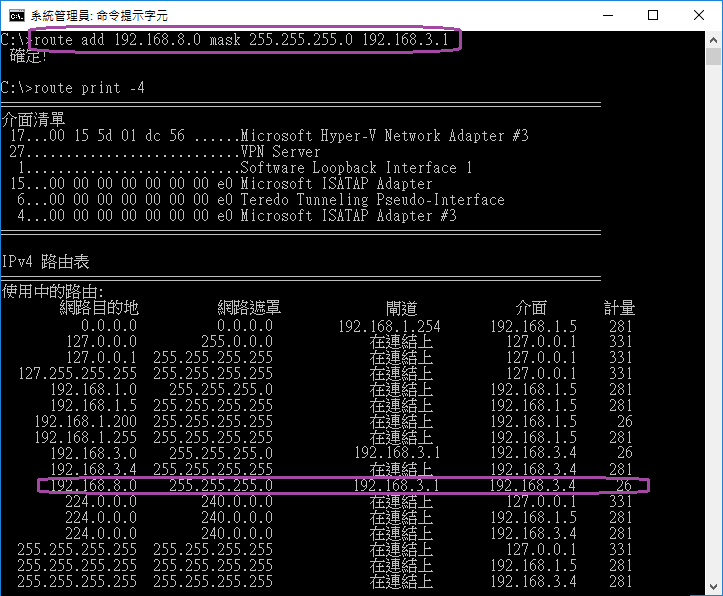 系統管理員: 命令提示字元
C:\>route add 192.168.8.0 mask 255.255.255.0 192.168.3.1
確定!
C:\>route print -4
===========================================================================
介面清單
17...00 15 5d 01 dc 56 ......Microsoft Hyper-V Network Adapter #3
27...........................VPN Server
1...........................Software Loopback Interface 1
15...00 00 00 00 00 00 00 e0 Microsoft ISATAP Adapter
6...00 00 00 00 00 00 00 e0 Teredo Tunneling Pseudo-Interface
4...00 00 00 00 00 00 00 e0 Microsoft ISATAP Adapter #3
===========================================================================
IPv4 路由表
===========================================================================
使用中的路由:
網路目的地 網路遮罩 閘道 介面 計量
0.0.0.0 0.0.0.0 192.168.1.254 192.168.1.5 281
127.0.0.0 255.0.0.0 在連結上 127.0.0.1 331
127.0.0.1 255.255.255.255 在連結上 127.0.0.1 331
127.255.255.255 255.255.255.255 在連結上 127.0.0.1 331
192.168.1.0 255.255.255.0 在連結上 192.168.1.5 281
192.168.1.5 255.255.255.255 在連結上 192.168.1.5 281
192.168.1.200 255.255.255.255 在連結上 192.168.1.5 26
192.168.1.255 255.255.255.255 在連結上 192.168.1.5 281
192.168.3.0 255.255.255.0 192.168.3.1 192.168.3.4 26
192.168.3.4 255.255.255.255 在連結上 192.168.3.4 281
192.168.8.0 255.255.255.0 192.168.3.1 192.168.3.4 26
224.0.0.0 240.0.0.0 在連結上 127.0.0.1 331
224.0.0.0 240.0.0.0 在連結上 192.168.1.5 281
224.0.0.0 240.0.0.0 在連結上 192.168.3.4 281
255.255.255.255 255.255.255.255 在連結上 127.0.0.1 331
255.255.255.255 255.255.255.255 在連結上 192.168.1.5 281
255.255.255.255 255.255.255.255 在連結上 192.168.3.4 281